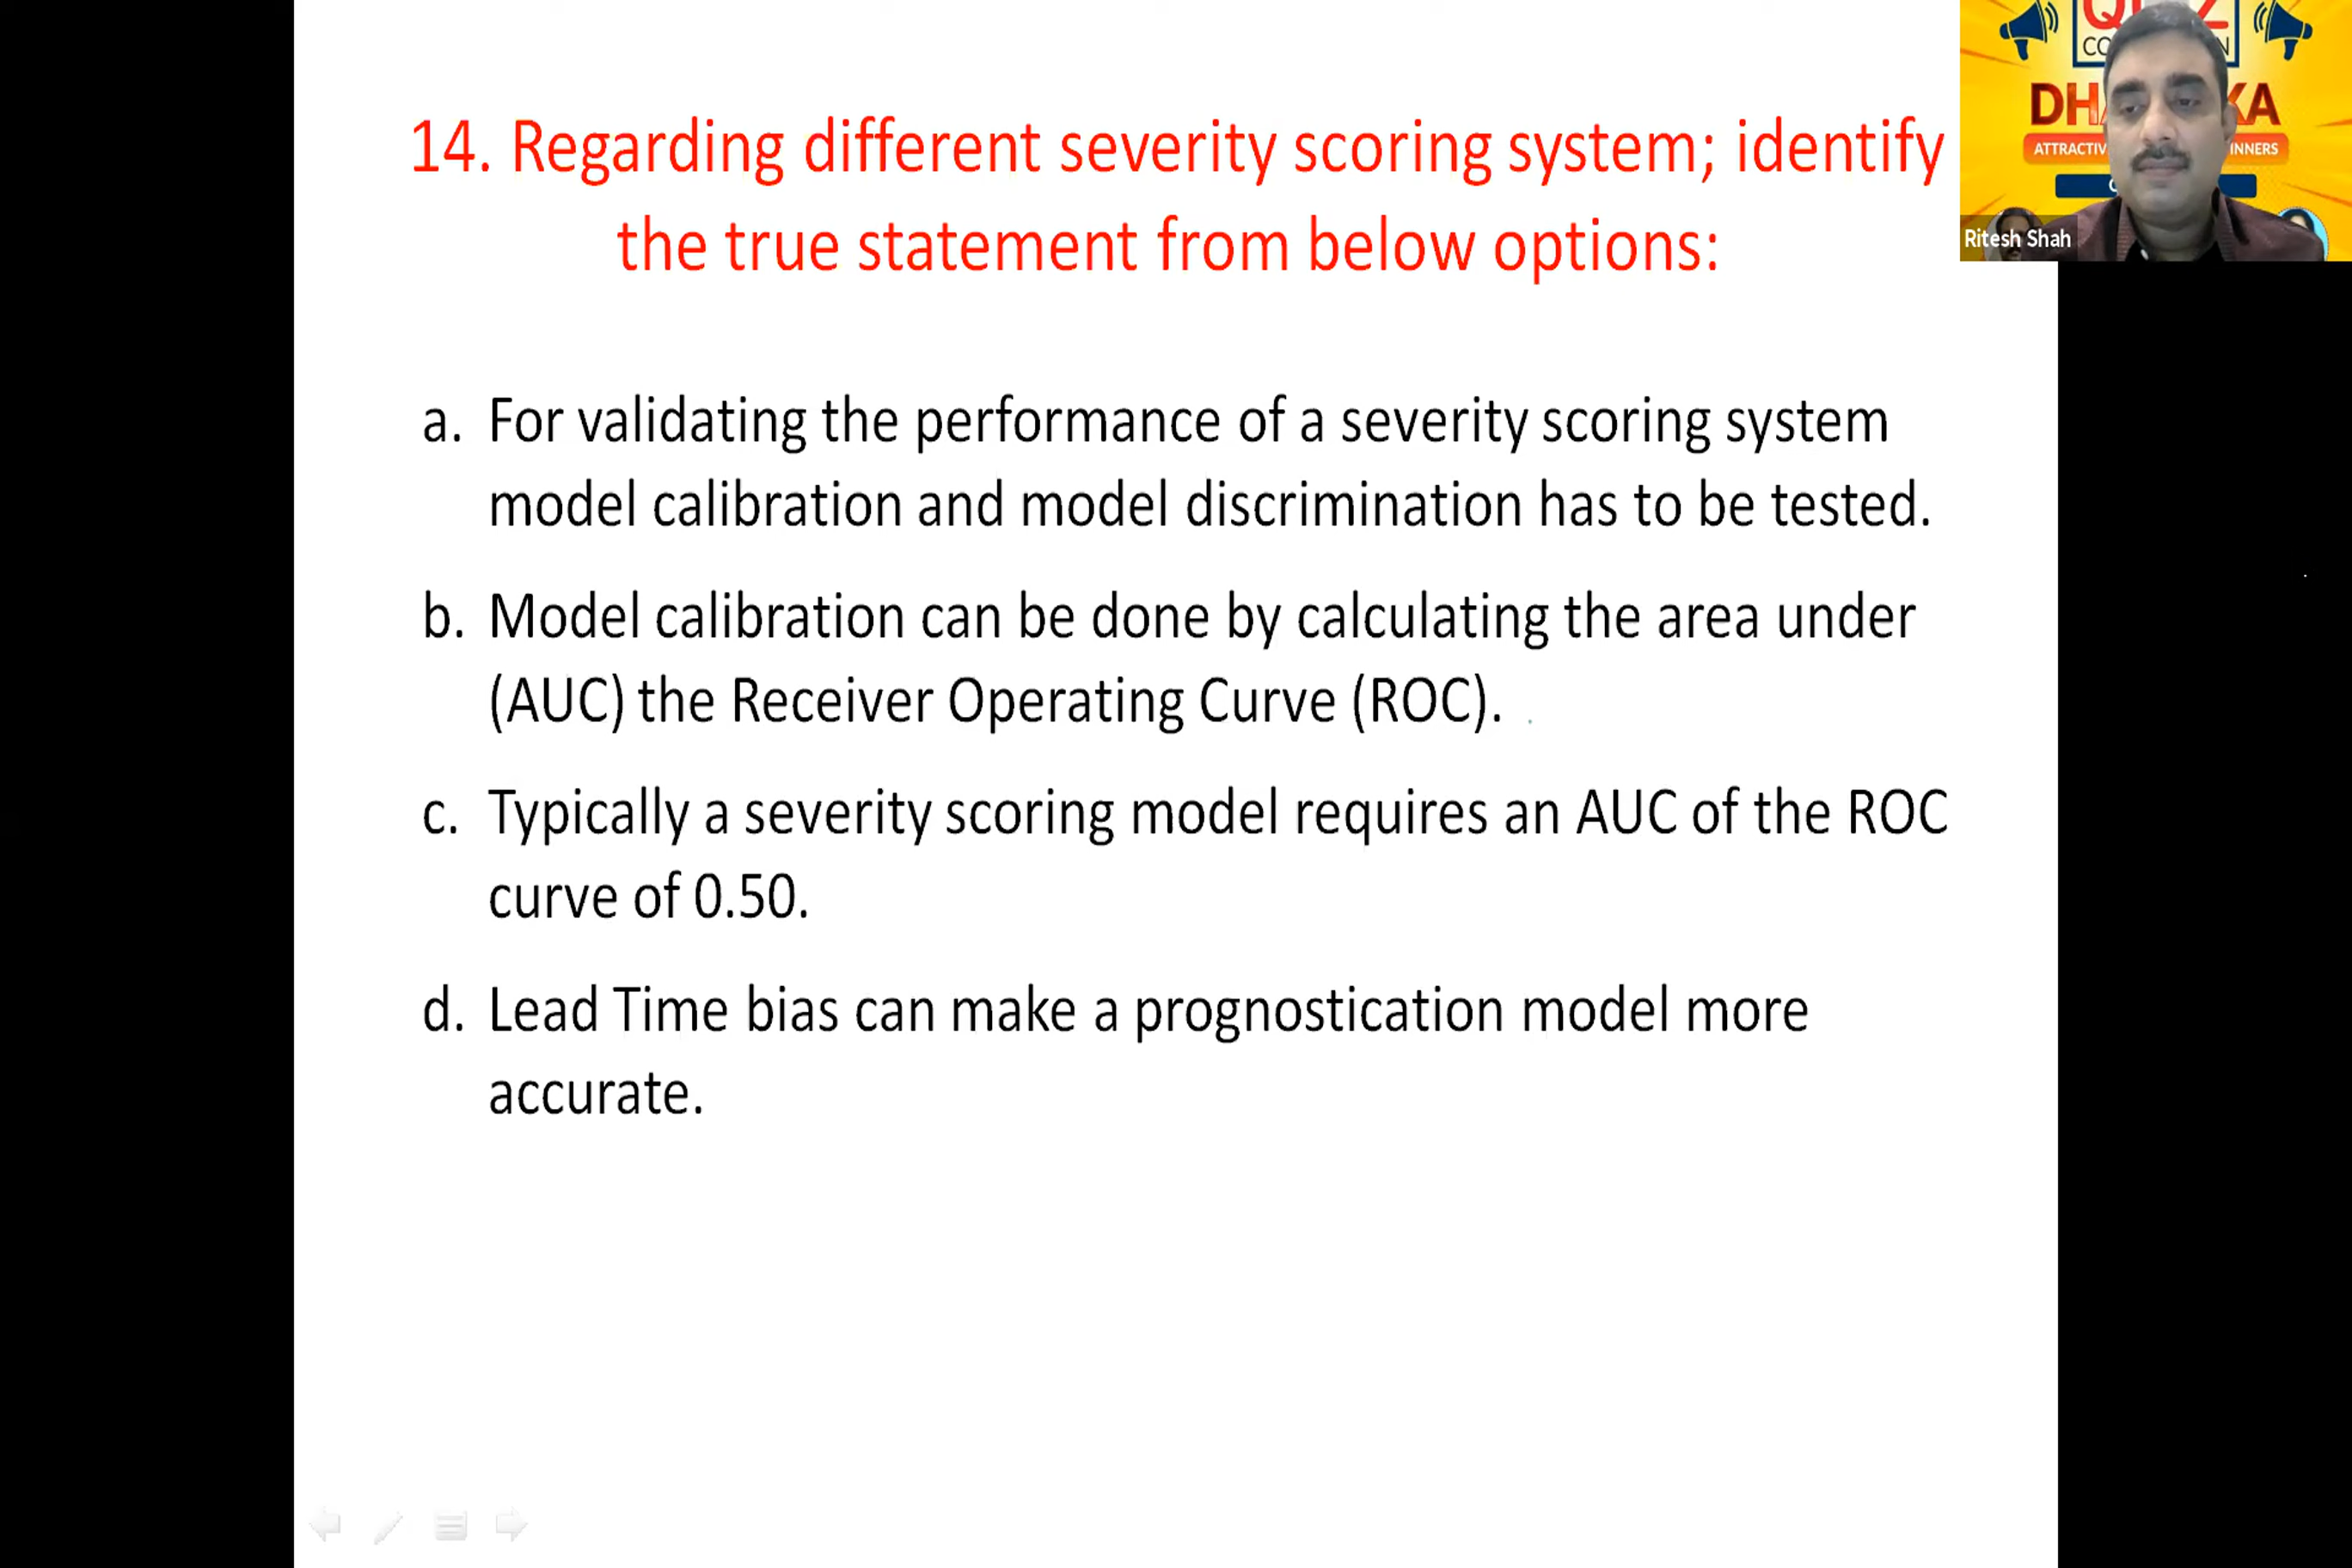 14. Regarding different severity scoring system; identify
the true statement from below options:
a. For validating the performance of a severity scoring system
model calibration and model discrimination has to be tested.
b. Model calibration can be done by calculating the area under
(AUC) the Receiver Operating Curve (ROC).
c. Typically a severity scoring model requires an AUC of the ROC
curve of 0.50.
d. Lead Time bias can make a prognostication model more
accurate.
Ritesh Shah